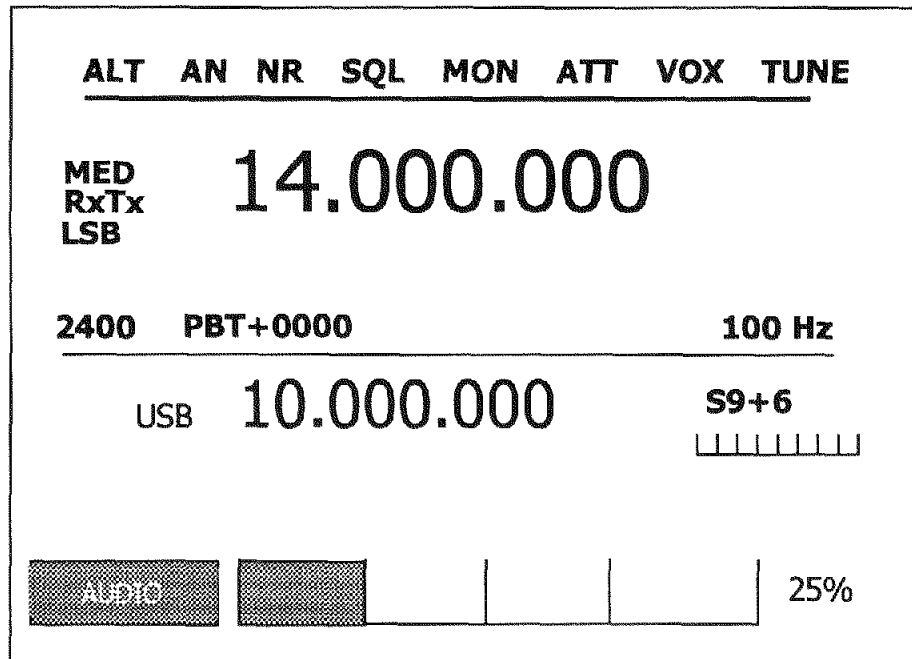 ALT AN NR SQL MON ATT VOX TUNE
MED 14.000.000
RxTx
LSB
2400 PBT+0000 100 Hz
USB 10.000.000 S9+6
AUDIO 25%